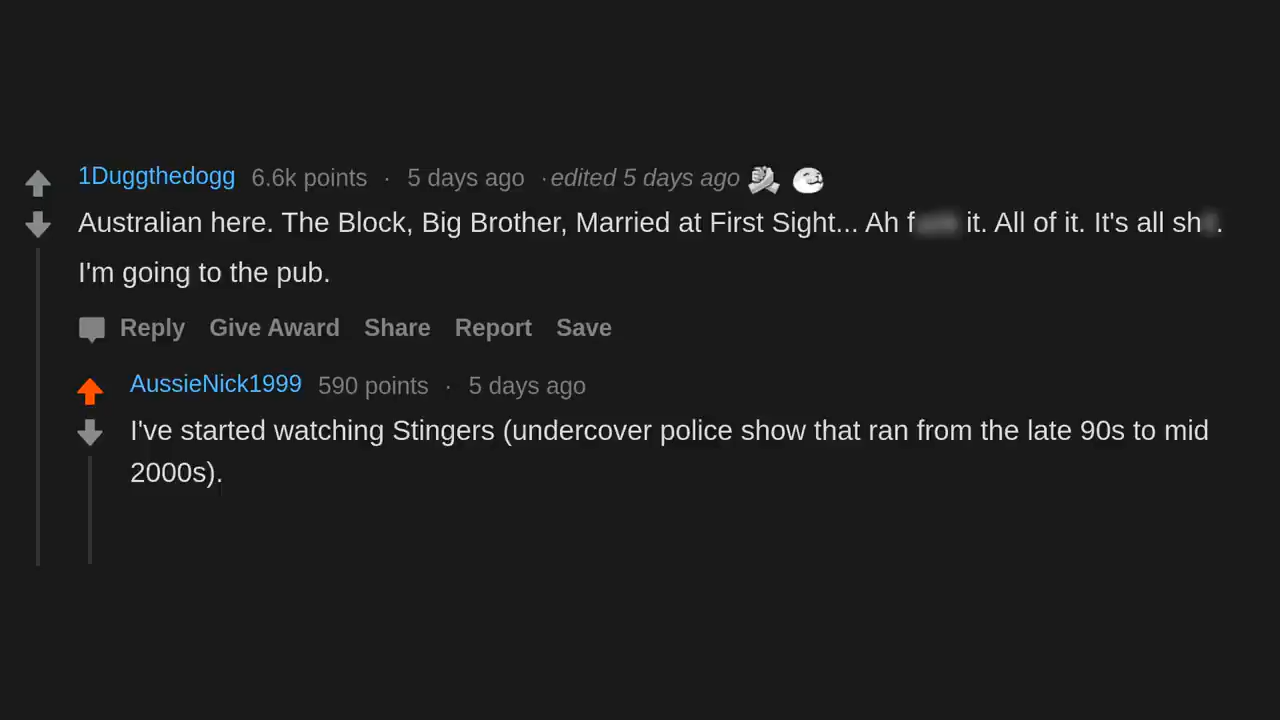 1Duggthedogg 6.6k points · 5 days ago · edited 5 days ago
Australian here. The Block, Big Brother, Married at First Sight... Ah f it. All of it. It's all sh .
I'm going to the pub.
Reply Give Award Share Report Save
AussieNick1999 590 points · 5 days ago
I've started watching Stingers (undercover police show that ran from the late 90s to mid
2000s).